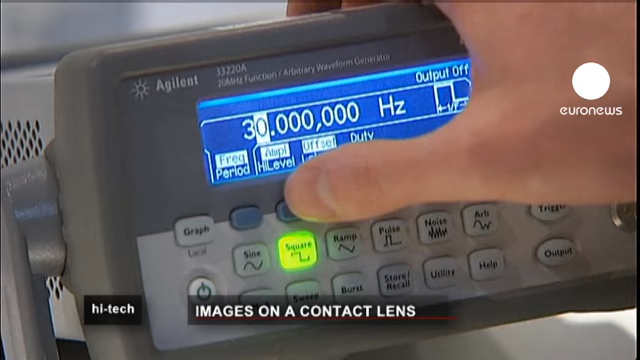 Agilent
33220A
20MHz Function / Arbitrary Waveform Generator
Output Off
30.000,000 Hz
Freq Ampl Offset Duty
Period HiLevel
Graph
Local
Sine Square Ramp Pulse Noise Arb
Trigger
Sweep Burst Store/
Recall Utility Help
Output
euronews
hi-tech
IMAGES ON A CONTACT LENS